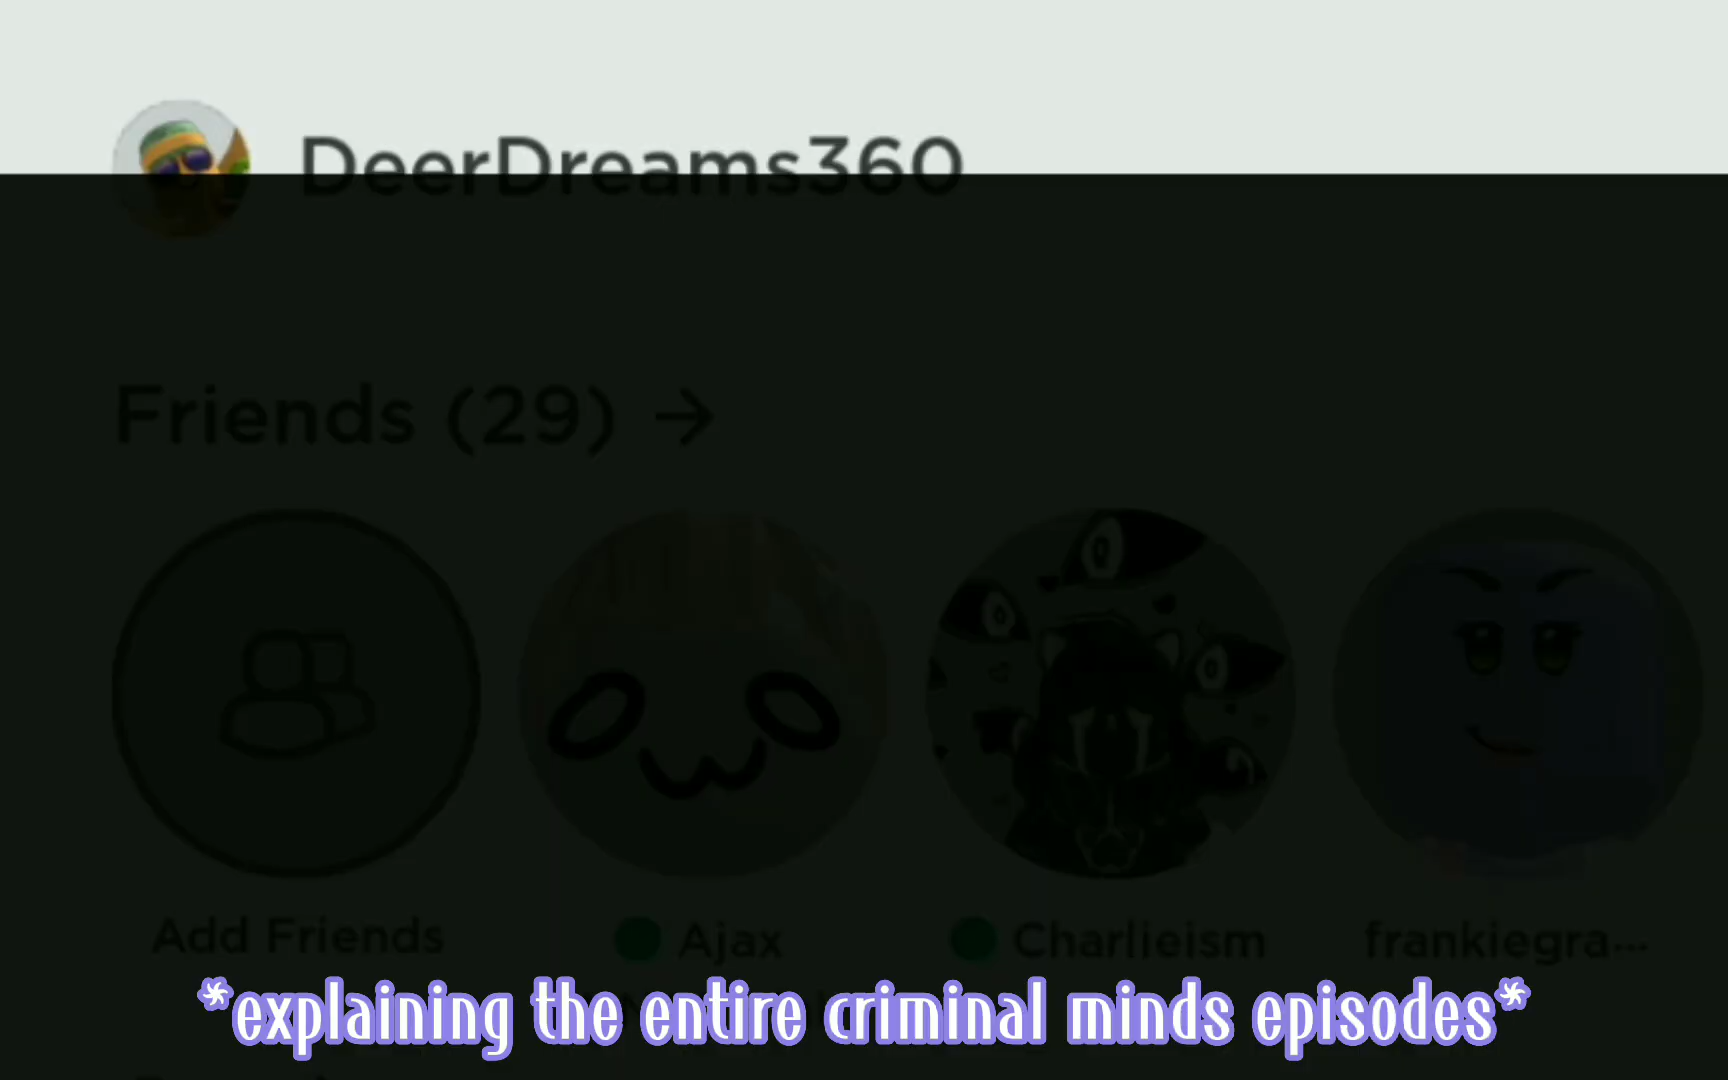 DeerDreams360
Friends (29) →
Add Friends
Ajax
Charlieism
frankiegra...
*explaining the entire criminal minds episodes*